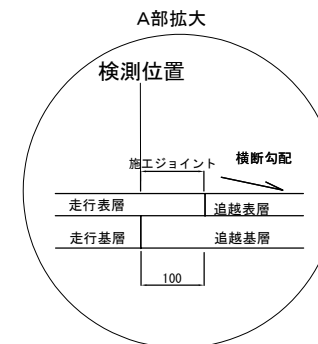 A部拡大
検測位置
施工ジョイント
横断勾配
走行表層
追越表層
走行基層
追越基層
100